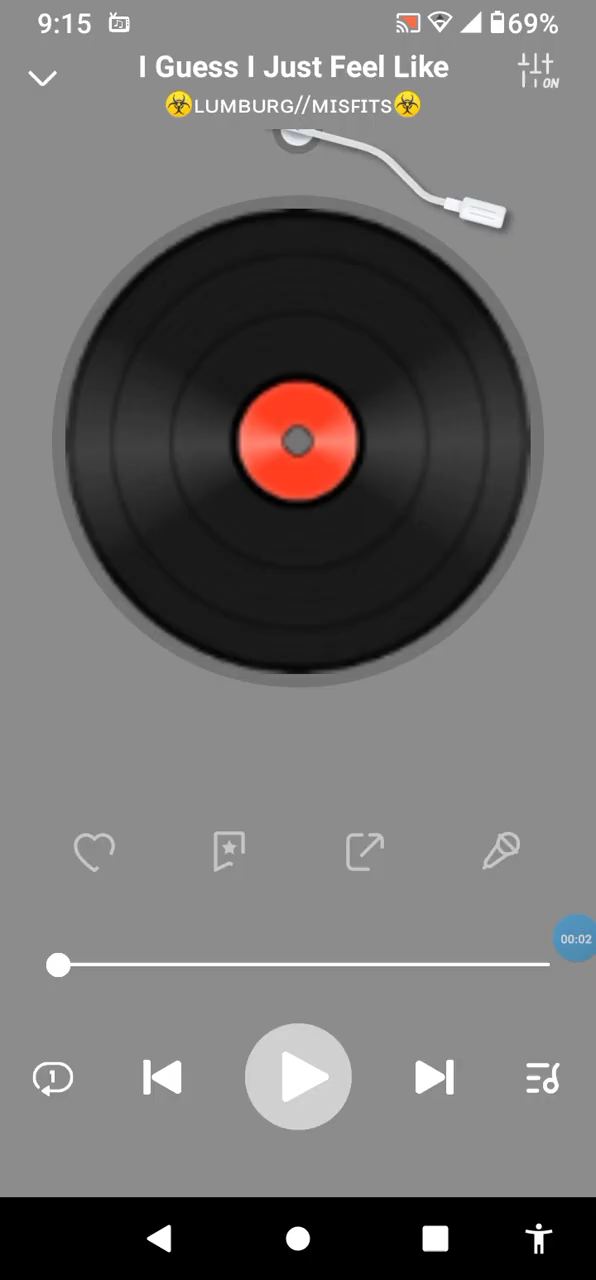 9:15 69%
I Guess I Just Feel Like
ON
☣️LUMBURG//MISFITS☣️
00:02
1